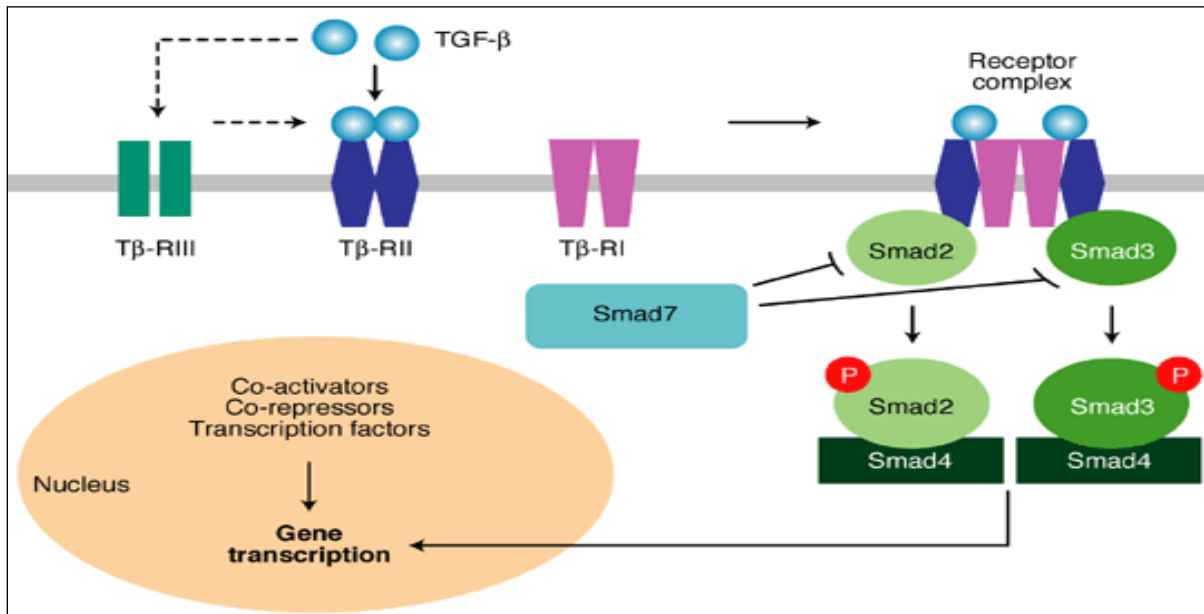 TGF-β
Receptor
complex
Tβ-RIII
Tβ-RII
Tβ-RI
Smad2
Smad3
Smad7
P
P
Smad2
Smad3
Smad4
Smad4
Co-activators
Co-repressors
Transcription factors
Nucleus
Gene
transcription